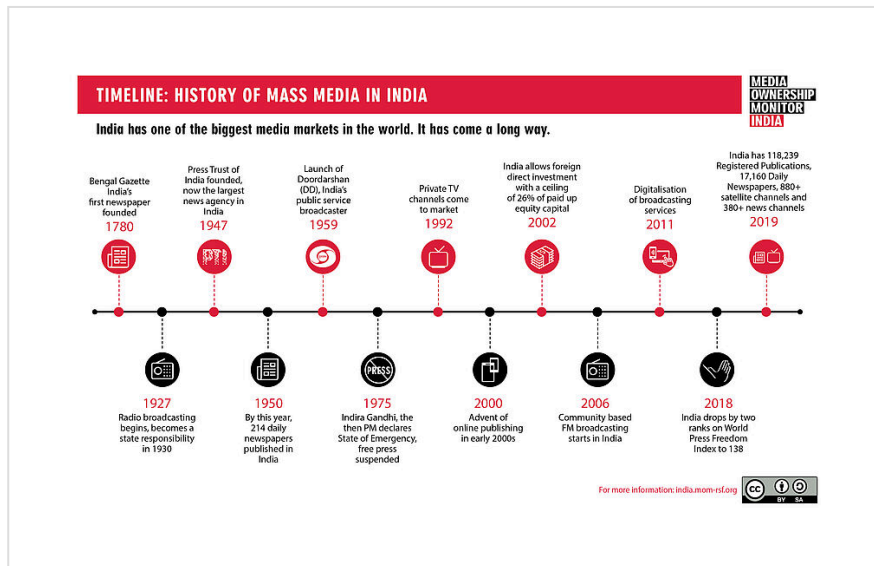 TIMELINE: HISTORY OF MASS MEDIA IN INDIA
MEDIA
OWNERSHIP
MONITOR
INDIA
India has one of the biggest media markets in the world. It has come a long way.
Bengal Gazette
India's
first newspaper
founded
1780
Press Trust of
India founded,
now the largest
news agency in
India
1947
Launch of
Doordarshan
(DD), India's
public service
broadcaster
1959
Private TV
channels come
to market
1992
India allows foreign
direct investment
with a ceiling
of 26% of paid up
equity capital
2002
Digitalisation
of broadcasting
services
2011
India has 118,239
Registered Publications,
17,160 Daily
Newspapers, 880+
satellite channels and
380+ news channels
2019
PTI
PRESS
1927
Radio broadcasting
begins, becomes a
state responsibility
in 1930
1950
By this year,
214 daily
newspapers
published in
India
1975
Indira Gandhi, the
then PM declares
State of Emergency,
free press
suspended
2000
Advent of
online publishing
in early 2000s
2006
Community based
FM broadcasting
starts in India
2018
India drops by two
ranks on World
Press Freedom
Index to 138
For more information: india.mom-rsf.org
CC
BY SA